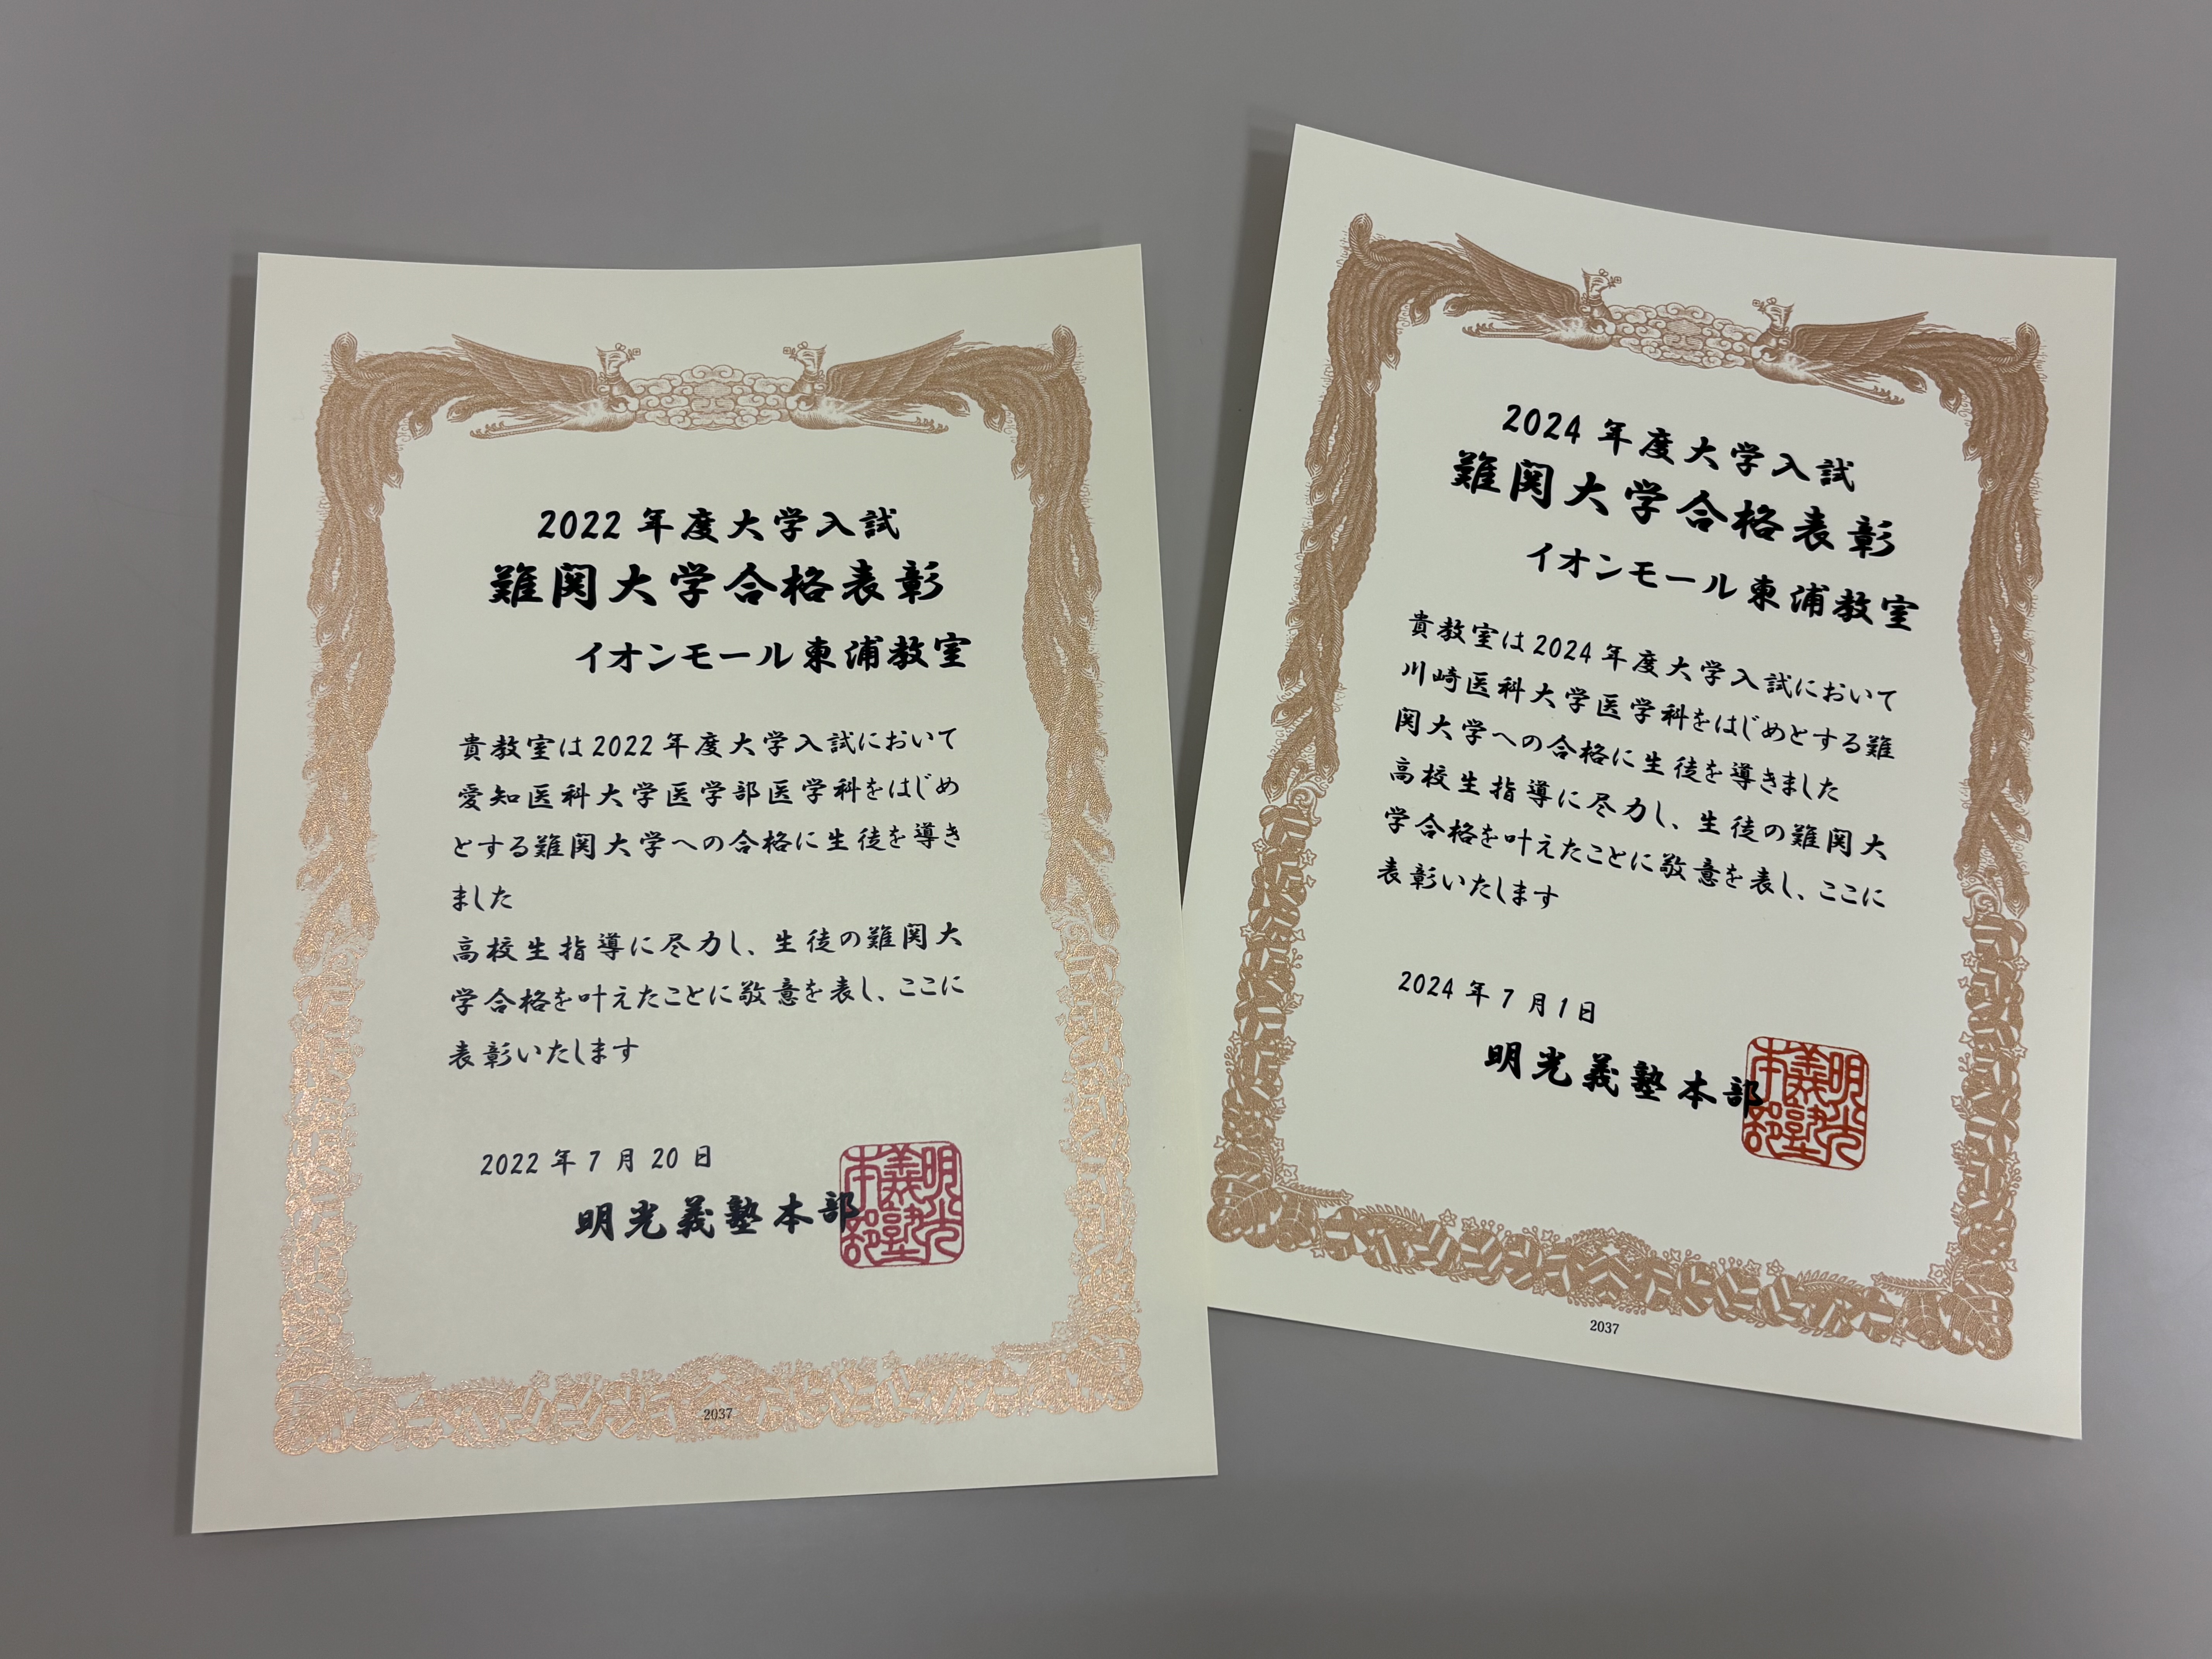 2022年度大学入試
難関大学合格表彰
イオンモール東浦教室
貴教室は2022年度大学入試において
愛知医科大学医学部医学科をはじめ
とする難関大学への合格に生徒を導き
ました
高校生指導に尽力し、生徒の難関大
学合格を叶えたことに敬意を表し、ここに
表彰いたします
2022年7月20日
明光義塾本部
明光義塾本部
2037
2024年度大学入試
難関大学合格表彰
イオンモール東浦教室
貴教室は2024年度大学入試において
川崎医科大学医学科をはじめとする難
関大学への合格に生徒を導きました
高校生指導に尽力し、生徒の難関大
学合格を叶えたことに敬意を表し、ここに
表彰いたします
2024年7月1日
明光義塾本部
明光義塾本部
2037